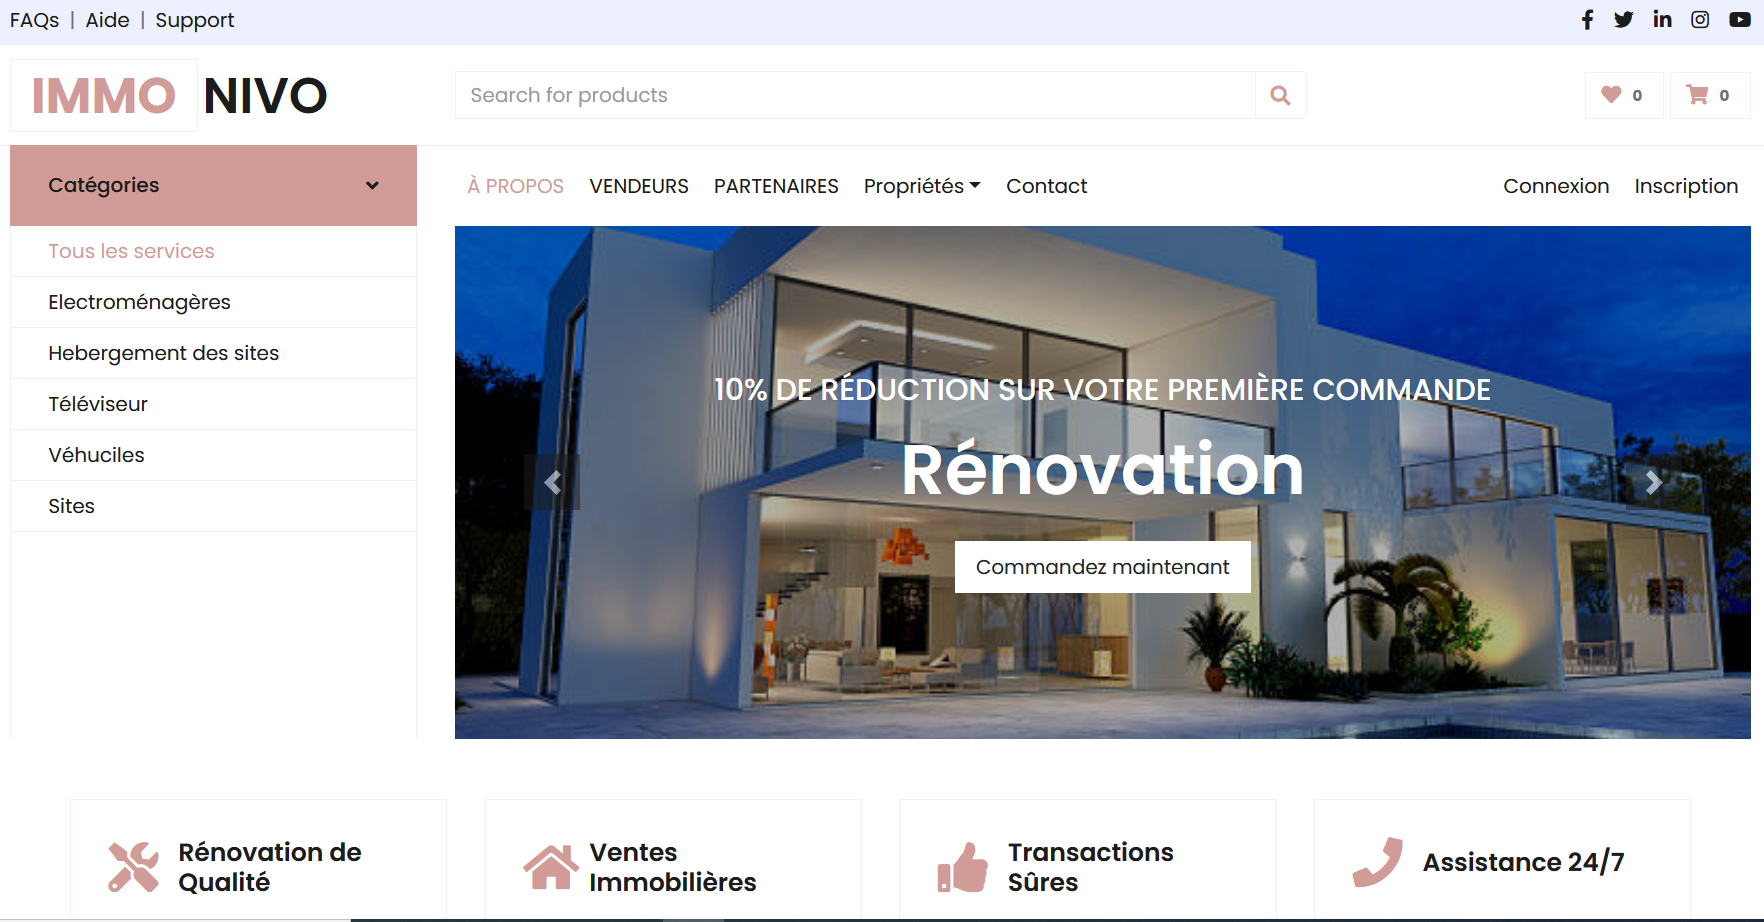 FAQs | Aide | Support
IMMO NIVO
Search for products
0
0
Catégories
À PROPOS VENDEURS PARTENAIRES Propriétés Contact
Connexion Inscription
Tous les services
Electroménagères
Hebergement des sites
Téléviseur
Véhuciles
Sites
10% DE RÉDUCTION SUR VOTRE PREMIÈRE COMMANDE
Rénovation
Commandez maintenant
Rénovation de
Qualité
Ventes
Immobilières
Transactions
Sûres
Assistance 24/7